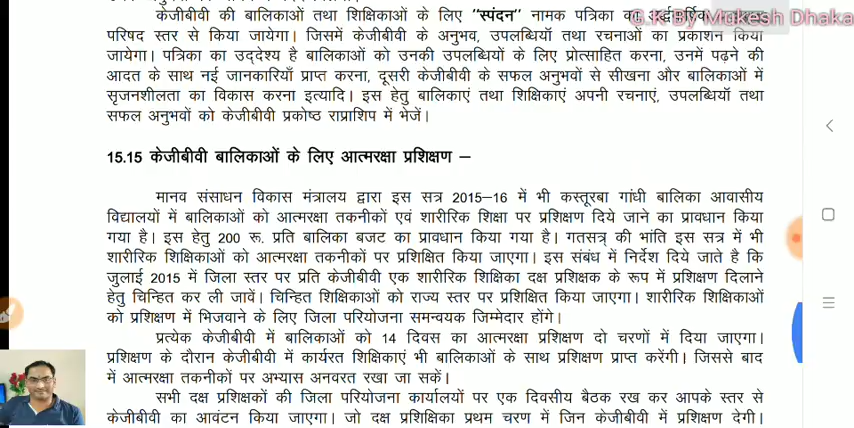 केजीबीवी की बालिकाओं तथा शिक्षिकाओं के लिए "स्पंदन" नामक पत्रिका का अर्द्धवार्षिक
G.K By Mukesh Dhaka
परिषद स्तर से किया जायेगा। जिसमें केजीबीवी के अनुभव, उपलब्धियॉ तथा रचनाओं का प्रकाशन किया
जायेगा। पत्रिका का उद्‌देश्य है बालिकाओं को उनकी उपलब्धियों के लिए प्रोत्साहित करना, उनमें पढ़ने की
आदत के साथ नई जानकारियाँ प्राप्त करना, दूसरी केजीबीवी के सफल अनुभवों से सीखना और बालिकाओं में
सृजनशीलता का विकास करना इत्यादि। इस हेतु बालिकाएं तथा शिक्षिकाएं अपनी रचनाएं, उपलब्धियॉ तथा
सफल अनुभवों को केजीबीवी प्रकोष्ठ राप्राशिप में भेजें।
15.15 केजीबीवी बालिकाओं के लिए आत्मरक्षा प्रशिक्षण –
मानव संसाधन विकास मंत्रालय द्वारा इस सत्र 2015–16 में भी कस्तूरबा गांधी बालिका आवासीय
विद्यालयों में बालिकाओं को आत्मरक्षा तकनीकों एवं शारीरिक शिक्षा पर प्रशिक्षण दिये जाने का प्रावधान किया
गया है। इस हेतु 200 रू. प्रति बालिका बजट का प्रावधान किया गया है। गतसत्र् की भांति इस सत्र में भी
शारीरिक शिक्षिकाओं को आत्मरक्षा तकनीकों पर प्रशिक्षित किया जाएगा। इस संबंध में निर्देश दिये जाते है कि
जुलाई 2015 में जिला स्तर पर प्रति केजीबीवी एक शारीरिक शिक्षिका दक्ष प्रशिक्षक के रूप में प्रशिक्षण दिलाने
हेतु चिन्हित कर ली जावें। चिन्हित शिक्षिकाओं को राज्य स्तर पर प्रशिक्षित किया जाएगा। शारीरिक शिक्षिकाओं
को प्रशिक्षण में भिजवाने के लिए जिला परियोजना समन्वयक जिम्मेदार होंगे।
प्रत्येक केजीबीवी में बालिकाओं को 14 दिवस का आत्मरक्षा प्रशिक्षण दो चरणों में दिया जाएगा।
प्रशिक्षण के दौरान केजीबीवी में कार्यरत शिक्षिकाएं भी बालिकाओं के साथ प्रशिक्षण प्राप्त करेंगी। जिससे बाद
में आत्मरक्षा तकनीकों पर अभ्यास अनवरत रखा जा सकें।
सभी दक्ष प्रशिक्षकों की जिला परियोजना कार्यालयों पर एक दिवसीय बैठक रख कर आपके स्तर से
केजीबीवी का आवंटन किया जाएगा। जो दक्ष प्रशिक्षिका प्रथम चरण में जिन केजीबीवी में प्रशिक्षण देगी।